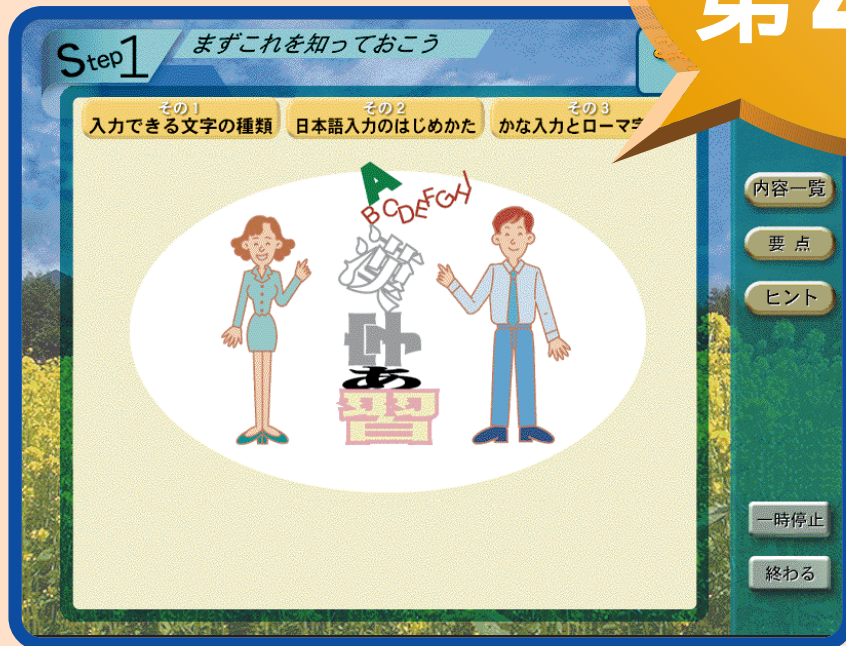 第
Step1 まずこれを知っておこう
その1
入力できる文字の種類
その2
日本語入力のはじめかた
その3
かな入力とローマ字
A
BCDEFGH
漢
あ
習
内容一覧
要点
ヒント
一時停止
終わる